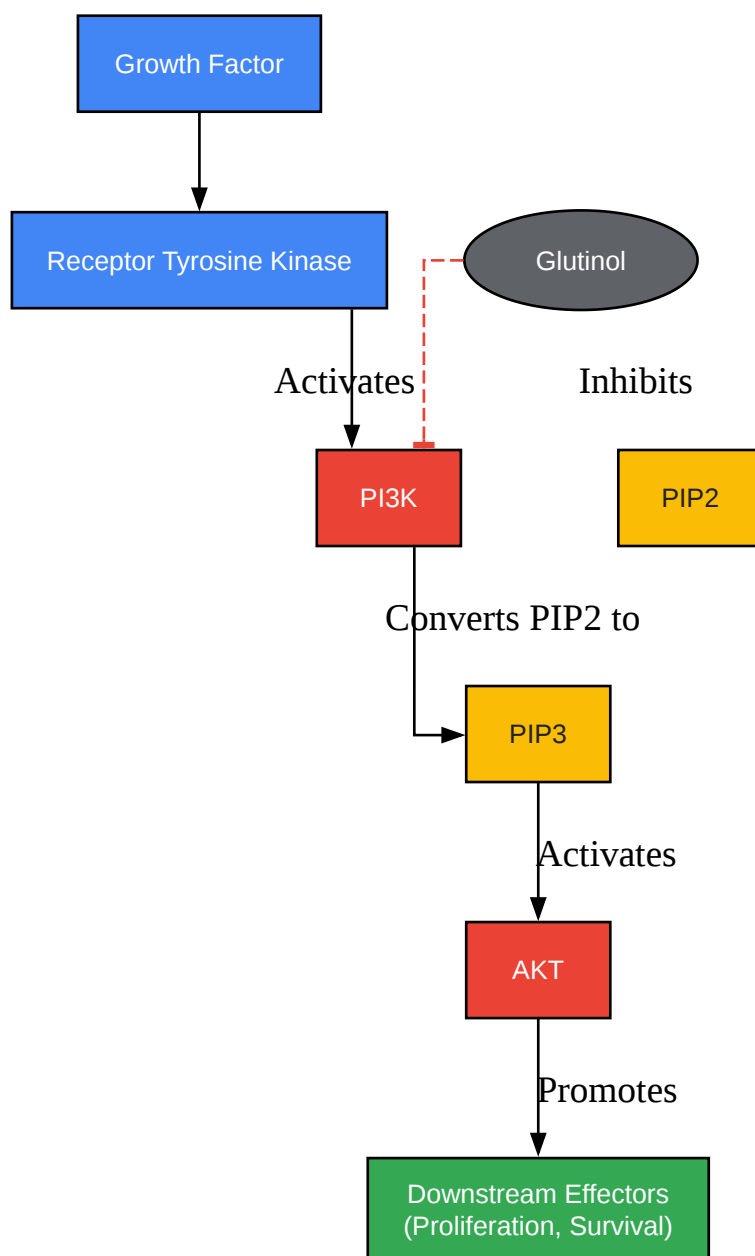 Growth Factor
Receptor Tyrosine Kinase
Glutinol
Activates
Inhibits
PI3K
PIP2
Converts PIP2 to
PIP3
Activates
AKT
Promotes
Downstream Effectors
(Proliferation, Survival)